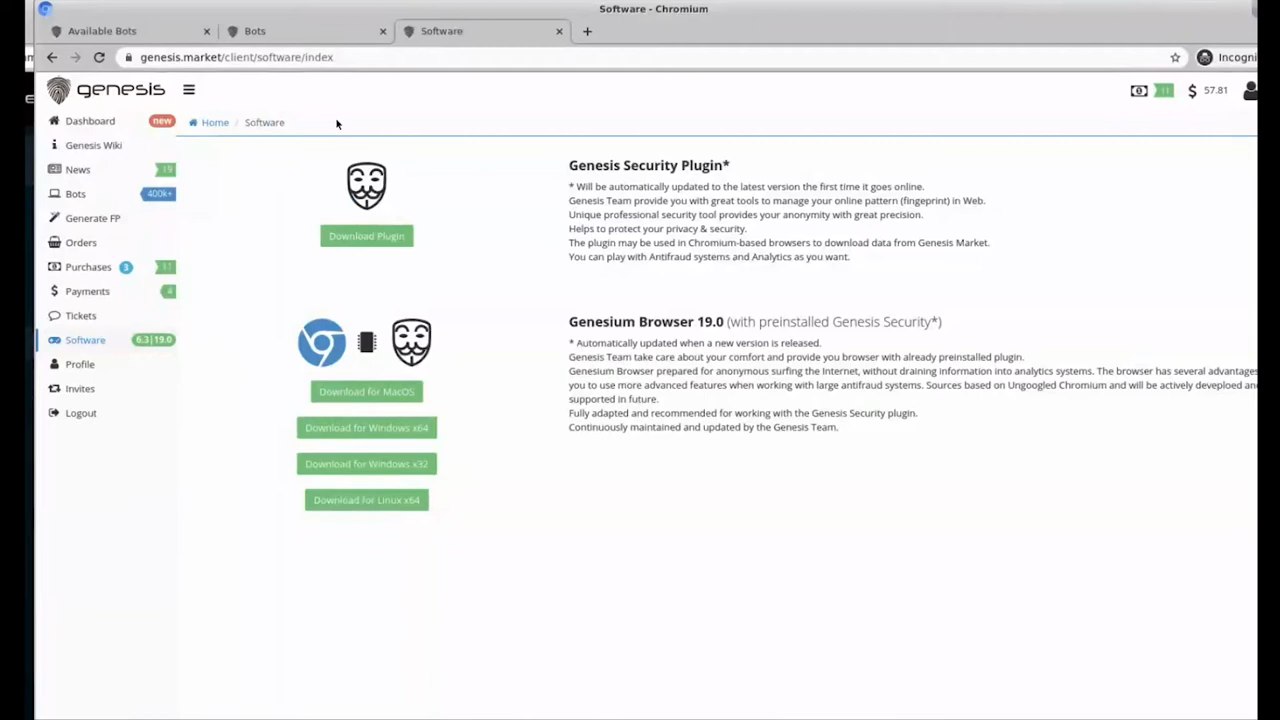 Software - Chromium
Available Bots
Bots
Software
genesis.market/client/software/index
genesis
57.81
Dashboard new
Home / Software
Genesis Wiki
News 19
Bots 400k+
Generate FP
Orders
Purchases 3 11
Payments 4
Tickets
Software 6.3|19.0
Profile
Invites
Logout
Download Plugin
Genesis Security Plugin*
* Will be automatically updated to the latest version the first time it goes online.
Genesis Team provide you with great tools to manage your online pattern (fingeprint) in Web.
Unique professional security tool provides your anonymity with great precision.
Helps to protect your privacy & security.
The plugin may be used in Chromium-based browsers to download data from Genesis Market.
You can play with Antifraud systems and Analytics as you want.
Download for MacOS
Download for Windows x64
Download for Windows x32
Download for Linux x64
Genesium Browser 19.0 (with preinstalled Genesis Security*)
* Automatically updated when a new version is released.
Genesis Team take care about your comfort and provide you browser with already preinstalled plugin.
Genesium Browser prepared for anonymous surfing the Internet, without draining information into analytics systems. The browser has several advantages
you to use more advanced features when working with large antifraud systems. Sources based on Ungoogled Chromium and will be actively deveploed and
supported in future.
Fully adapted and recommended for working with the Genesis Security plugin.
Continuously maintained and updated by the Genesis Team.